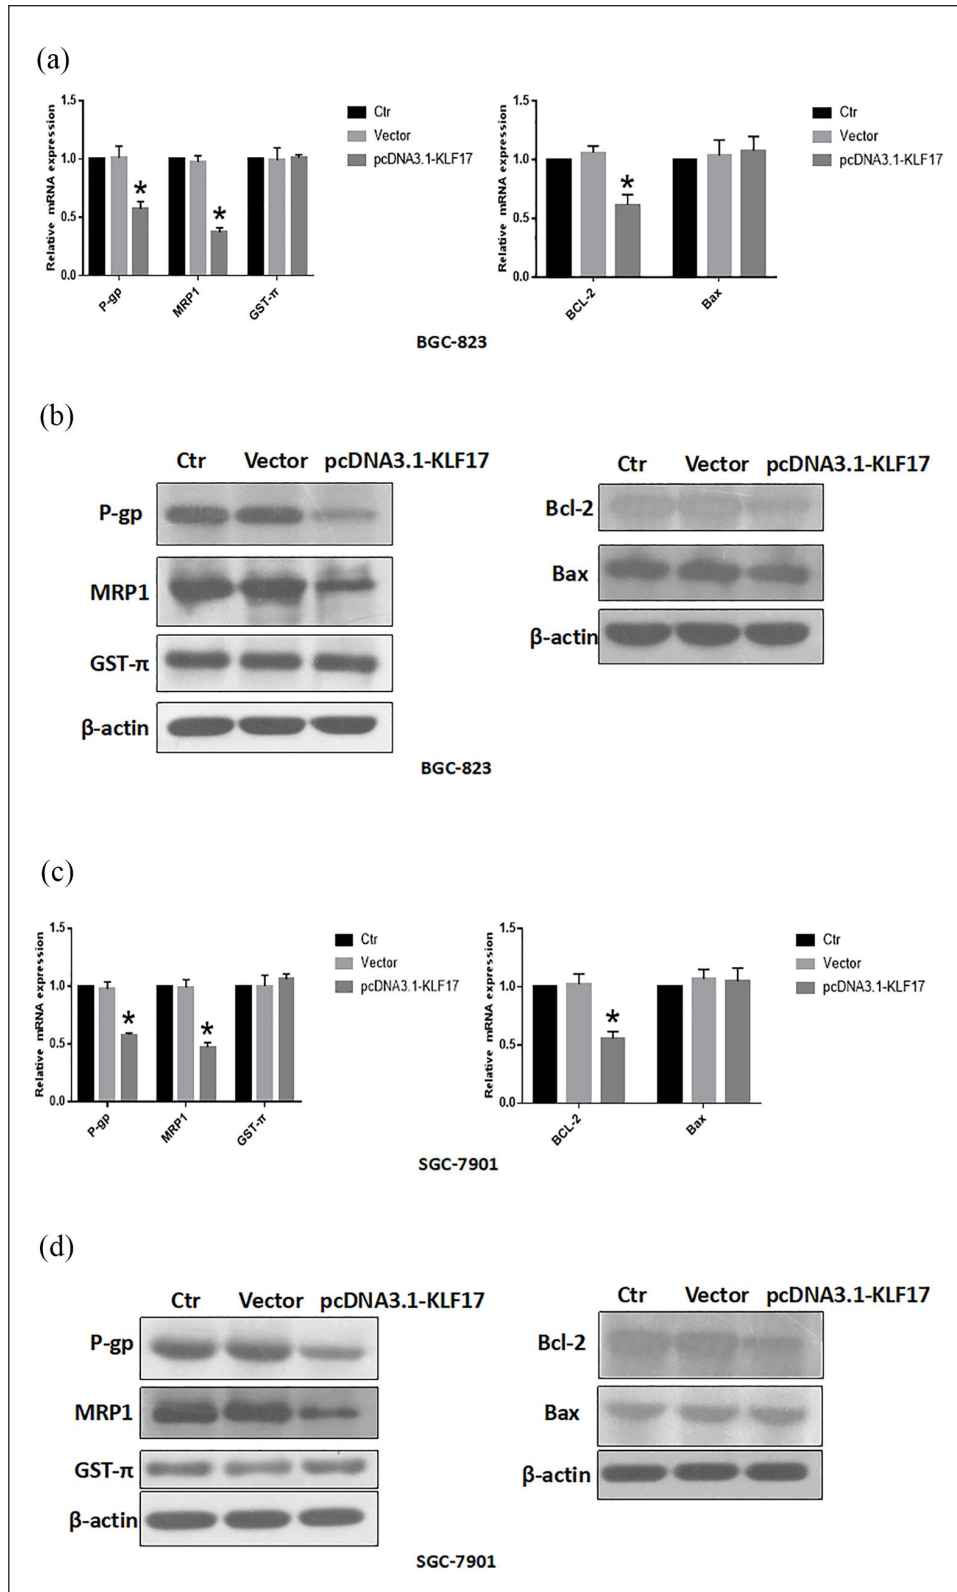 (a)
Relative mRNA expression
1.5
1.0
0.5
0.0
* *
P-gp MRP1 GST-π
Ctr
Vector
pcDNA3.1-KLF17
Relative mRNA expression
1.5
1.0
0.5
0.0
*
BCL-2 Bax
Ctr
Vector
pcDNA3.1-KLF17
BGC-823
(b)
Ctr Vector pcDNA3.1-KLF17
P-gp
MRP1
GST-π
β-actin
Ctr Vector pcDNA3.1-KLF17
Bcl-2
Bax
β-actin
BGC-823
(c)
Relative mRNA expression
1.5
1.0
0.5
0.0
* *
P-gp MRP1 GST-π
Ctr
Vector
pcDNA3.1-KLF17
Relative mRNA expression
1.5
1.0
0.5
0.0
*
BCL-2 Bax
Ctr
Vector
pcDNA3.1-KLF17
SGC-7901
(d)
Ctr Vector pcDNA3.1-KLF17
P-gp
MRP1
GST-π
β-actin
Ctr Vector pcDNA3.1-KLF17
Bcl-2
Bax
β-actin
SGC-7901